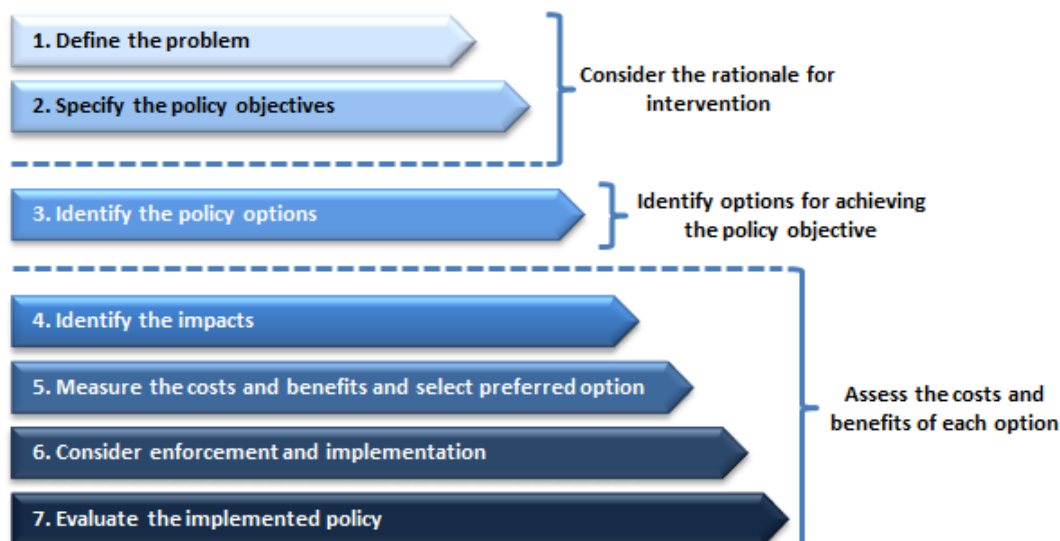 1. Define the problem
2. Specify the policy objectives
Consider the rationale for
intervention
3. Identify the policy options
Identify options for achieving
the policy objective
4. Identify the impacts
5. Measure the costs and benefits and select preferred option
6. Consider enforcement and implementation
7. Evaluate the implemented policy
Assess the costs and
benefits of each option